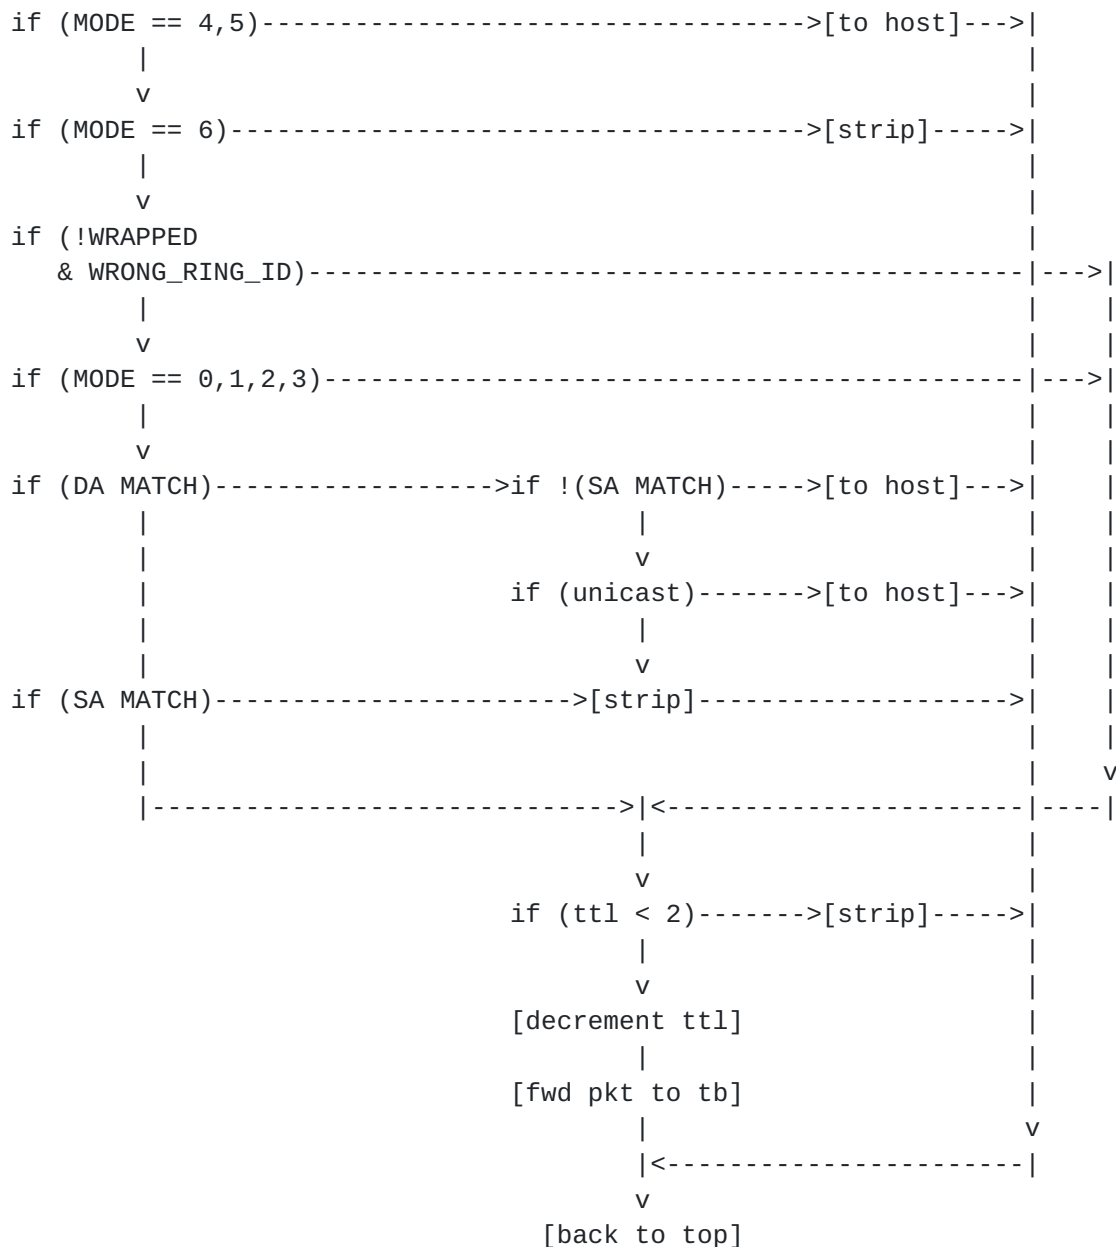 if (MODE == 4,5)----------------------------------->[to host]--->|
|                                                        |
v                                                        |
if (MODE == 6)------------------------------------->[strip]----->|
|                                                        |
v                                                        |
if (!WRAPPED                                                     |
& WRONG_RING_ID)----------------------------------------------|--->|
|                                                        |    |
v                                                        |    |
if (MODE == 0,1,2,3)---------------------------------------------|--->|
|                                                        |    |
v                                                        |    |
if (DA MATCH)------------------>if !(SA MATCH)----->[to host]--->|    |
|                               |                        |    |
|                               v                        |    |
|                       if (unicast)------->[to host]--->|    |
|                               |                        |    |
|                               v                        |    |
if (SA MATCH)----------------------->[strip]-------------------->|    |
|                                                        |    |
|                                                        |    v
|------------------------------>|<-----------------------|----|
|                        |
v                        |
if (ttl < 2)------->[strip]----->|
|                        |
v                        |
[decrement ttl]                  |
|                        |
[fwd pkt to tb]                  |
|                        v
|<-----------------------|
v
[back to top]